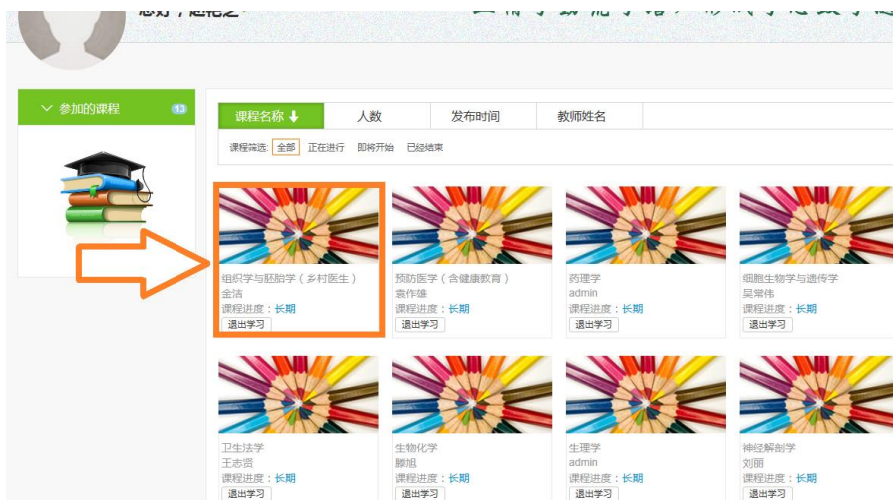 参加的课程 13
课程名称 人数 发布时间 教师姓名
课程筛选: 全部 正在进行 即将开始 已经结束
组织学与胚胎学（乡村医生） 预防医学（含健康教育） 药理学 细胞生物学与遗传学
金洁 袁作雄 admin 吴常伟
课程进度：长期 课程进度：长期 课程进度：长期 课程进度：长期
退出学习 退出学习 退出学习 退出学习
卫生法学 生物化学 生理学 神经解剖学
王志贤 滕旭 admin 刘丽
课程进度：长期 课程进度：长期 课程进度：长期 课程进度：长期
退出学习 退出学习 退出学习 退出学习